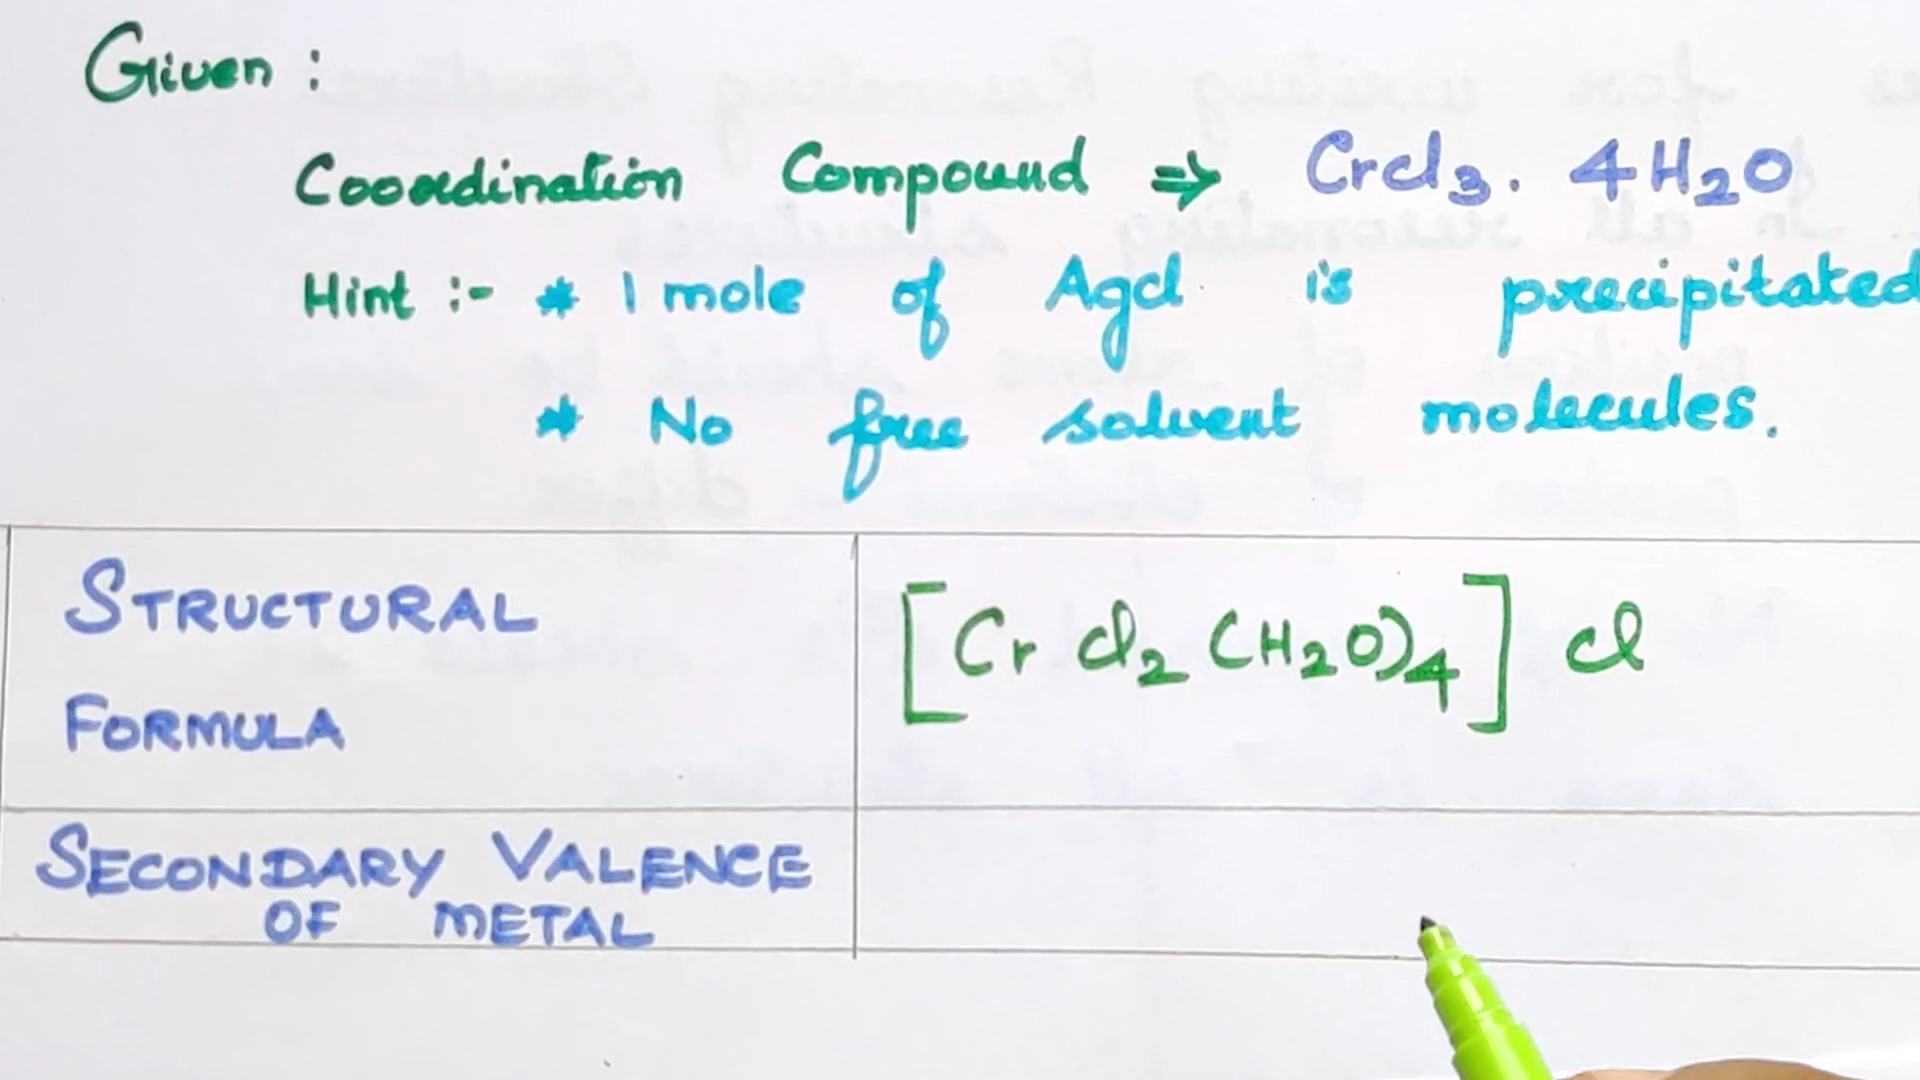 Given :
Coordination Compound ⇒ CrCl3. 4H2O
Hint :- * 1 mole of AgCl is precipitated
* No free solvent molecules.
STRUCTURAL
FORMULA
[Cr Cl2 (H2O)4] Cl
SECONDARY VALENCE
OF METAL